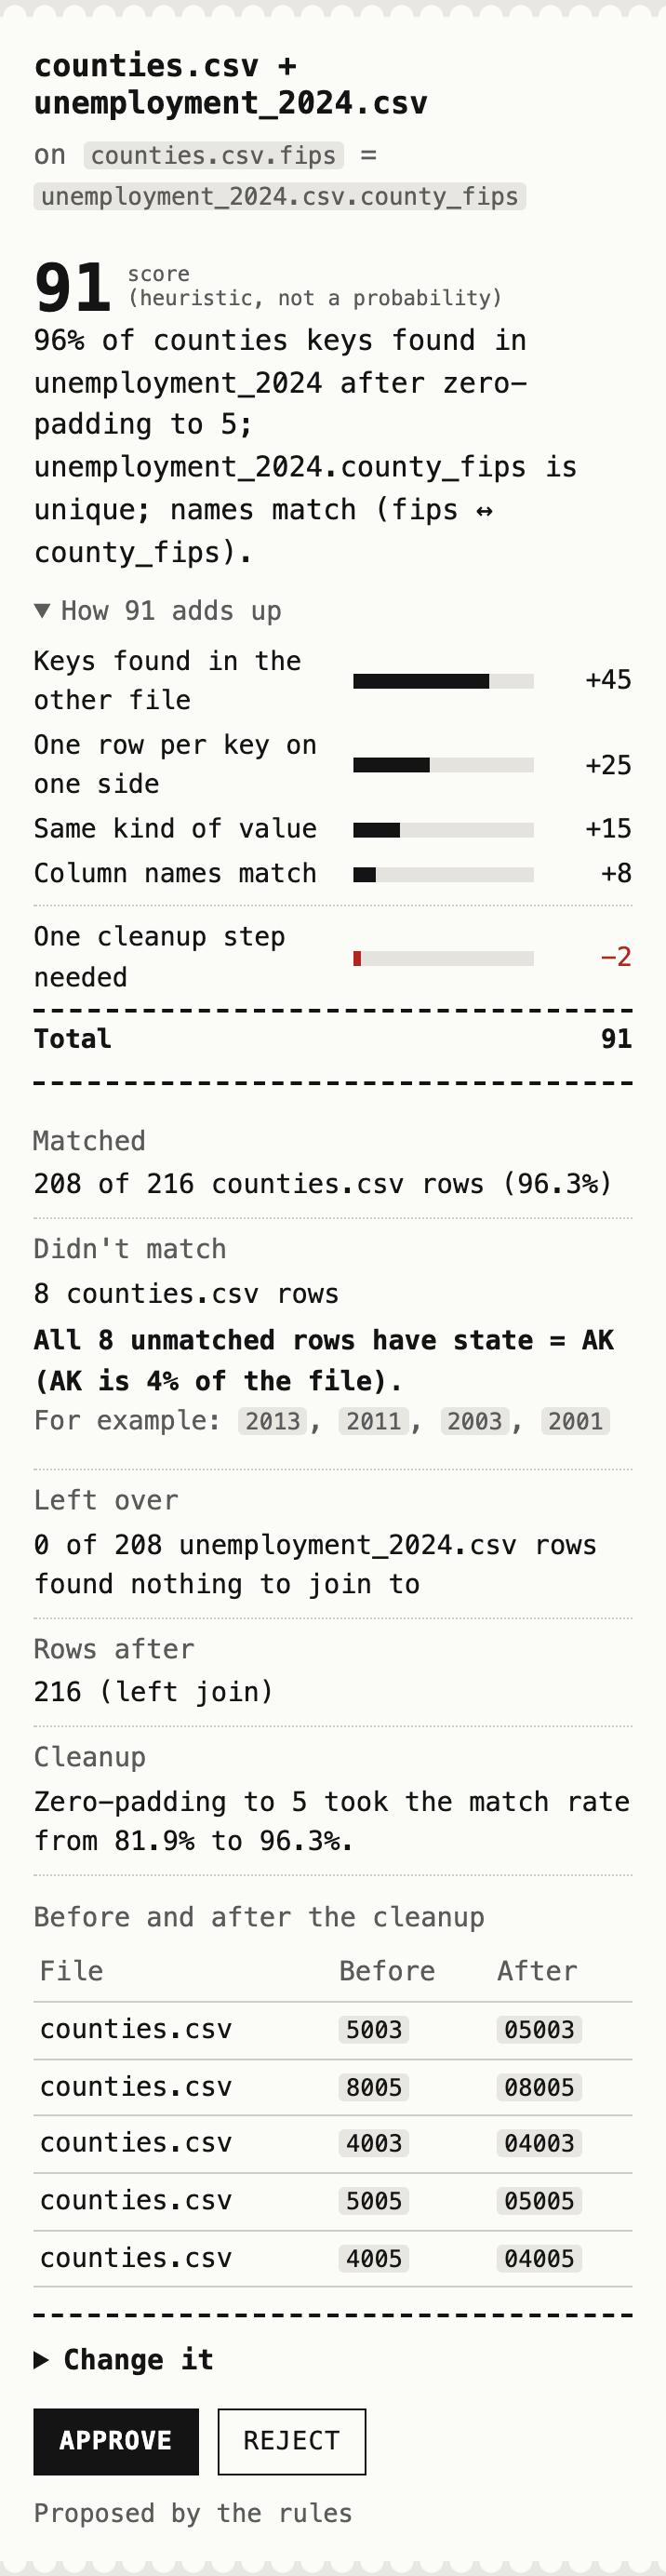 counties.csv +
unemployment_2024.csv
on counties.csv.fips =
unemployment_2024.csv.county_fips
91 score
(heuristic, not a probability)
96% of counties keys found in
unemployment_2024 after zero-
padding to 5;
unemployment_2024.county_fips is
unique; names match (fips ↔
county_fips).
▼ How 91 adds up
Keys found in the
other file +45
One row per key on
one side +25
Same kind of value +15
Column names match +8
One cleanup step
needed −2
Total 91
Matched
208 of 216 counties.csv rows (96.3%)
Didn't match
8 counties.csv rows
All 8 unmatched rows have state = AK
(AK is 4% of the file).
For example: 2013, 2011, 2003, 2001
Left over
0 of 208 unemployment_2024.csv rows
found nothing to join to
Rows after
216 (left join)
Cleanup
Zero-padding to 5 took the match rate
from 81.9% to 96.3%.
Before and after the cleanup
File Before After
counties.csv 5003 05003
counties.csv 8005 08005
counties.csv 4003 04003
counties.csv 5005 05005
counties.csv 4005 04005
▶ Change it
APPROVE REJECT
Proposed by the rules